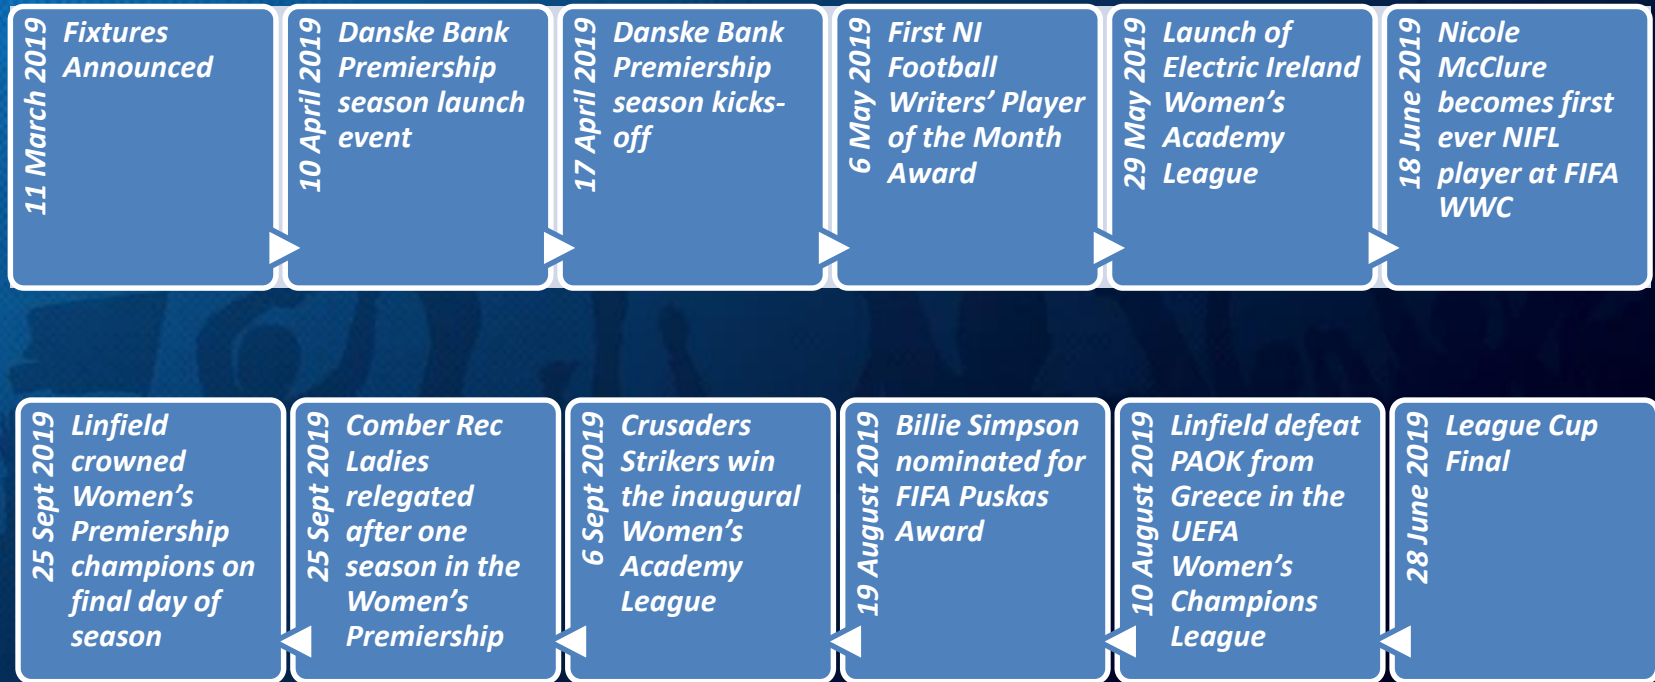 11 March 2019
Fixtures
Announced
10 April 2019
Danske Bank
Premiership
season launch
event
17 April 2019
Danske Bank
Premiership
season kicks-
off
6 May 2019
First NI
Football
Writers’ Player
of the Month
Award
29 May 2019
Launch of
Electric Ireland
Women’s
Academy
League
18 June 2019
Nicole
McClure
becomes first
ever NIFL
player at FIFA
WWC
28 June 2019
League Cup
Final
10 August 2019
Linfield defeat
PAOK from
Greece in the
UEFA
Women’s
Champions
League
19 August 2019
Billie Simpson
nominated for
FIFA Puskas
Award
6 Sept 2019
Crusaders
Strikers win
the inaugural
Women’s
Academy
League
25 Sept 2019
Comber Rec
Ladies
relegated
after one
season in the
Women’s
Premiership
25 Sept 2019
Linfield
crowned
Women’s
Premiership
champions on
final day of
season